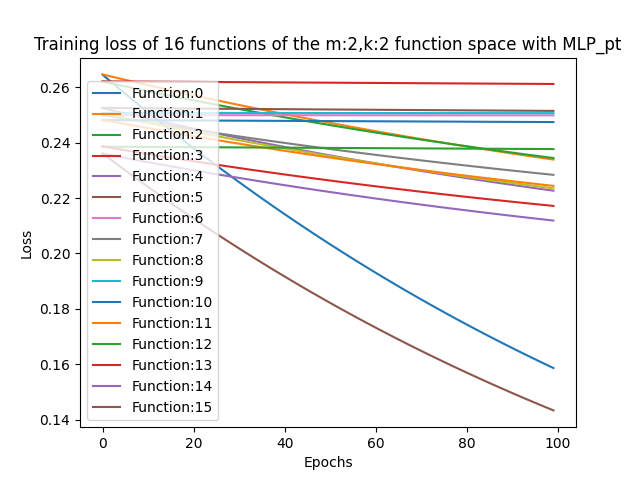 Training loss of 16 functions of the m:2,k:2 function space with MLP_pt
Loss
0.26
0.24
0.22
0.20
0.18
0.16
0.14
Function:0
Function:1
Function:2
Function:3
Function:4
Function:5
Function:6
Function:7
Function:8
Function:9
Function:10
Function:11
Function:12
Function:13
Function:14
Function:15
0 20 40 60 80 100
Epochs